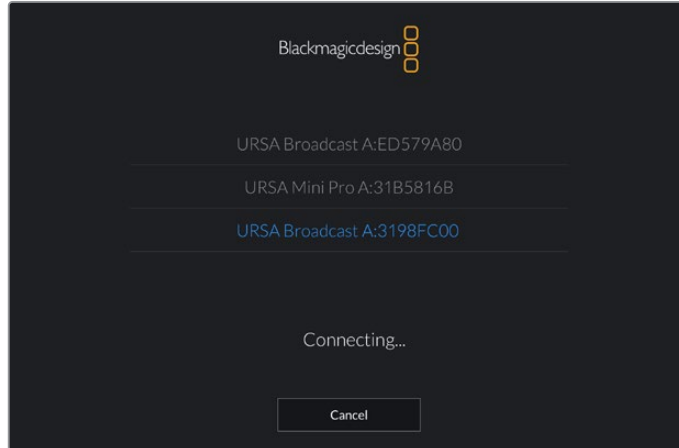 Blackmagicdesign
URSA Broadcast A:ED579A80
URSA Mini Pro A:31B5816B
URSA Broadcast A:3198FC00
Connecting...
Cancel